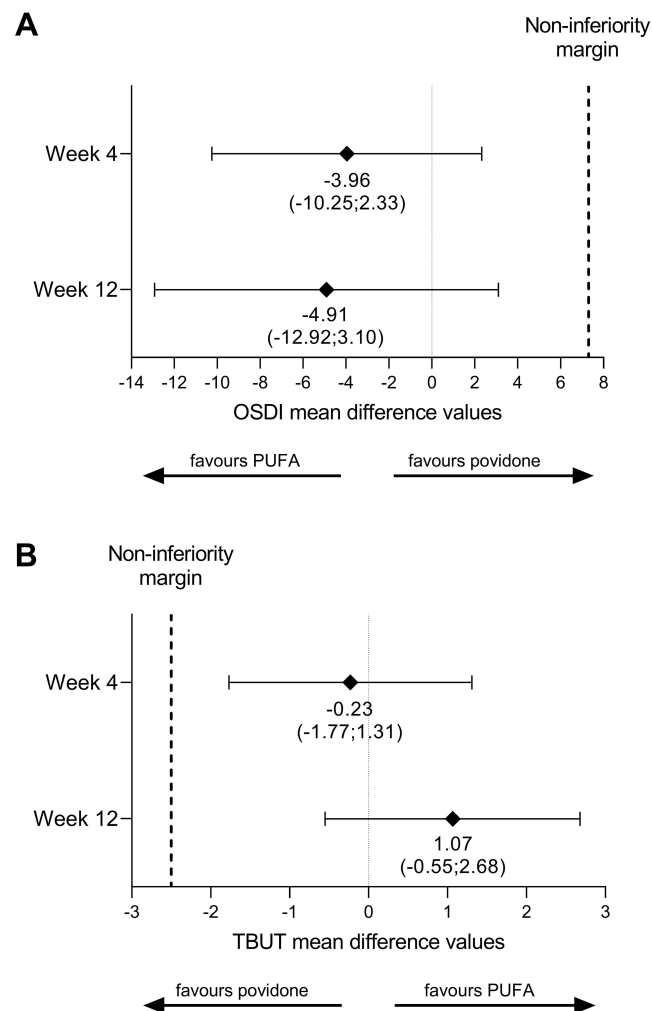 A
Non-inferiority
margin
Week 4
-3.96
(-10.25;2.33)
Week 12
-4.91
(-12.92;3.10)
-14 -12 -10 -8 -6 -4 -2 0 2 4 6 8
OSDI mean difference values
favours PUFA favours povidone
B
Non-inferiority
margin
Week 4
-0.23
(-1.77;1.31)
Week 12
1.07
(-0.55;2.68)
-3 -2 -1 0 1 2 3
TBUT mean difference values
favours povidone favours PUFA